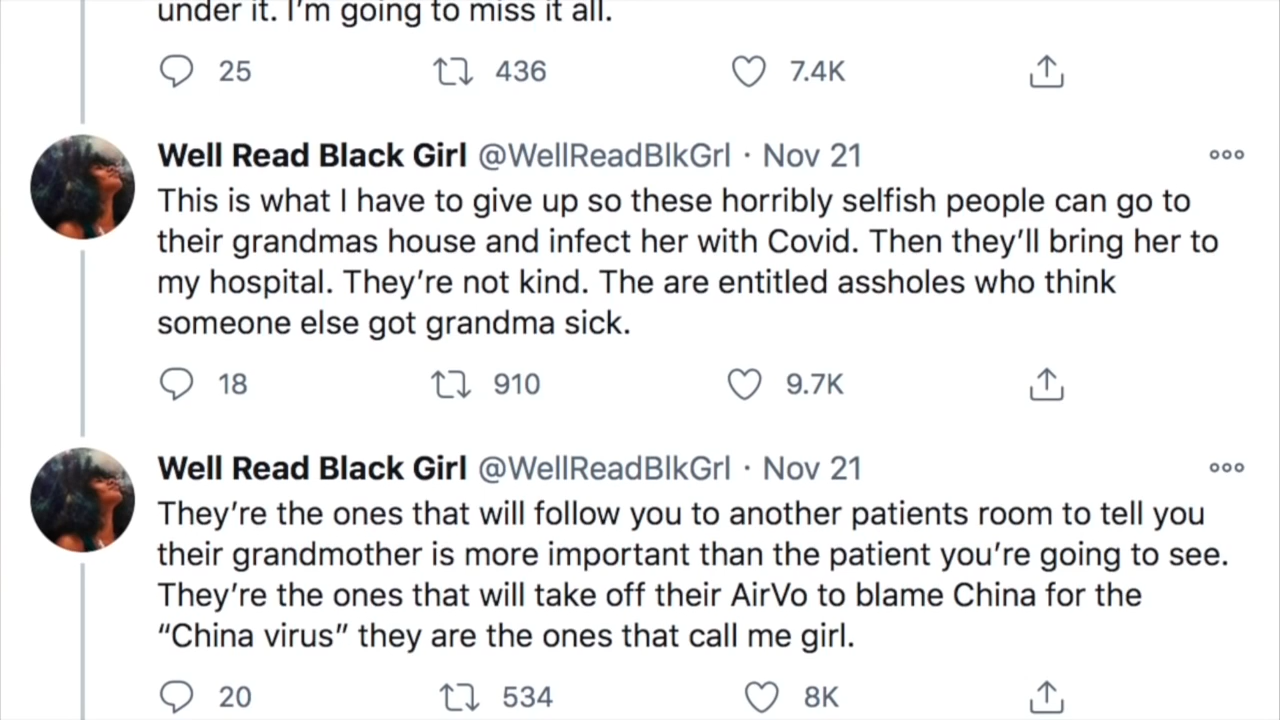 under it. I'm going to miss it all.
25 436 7.4K
Well Read Black Girl @WellReadBlkGrl · Nov 21
This is what I have to give up so these horribly selfish people can go to
their grandmas house and infect her with Covid. Then they'll bring her to
my hospital. They're not kind. The are entitled assholes who think
someone else got grandma sick.
18 910 9.7K
Well Read Black Girl @WellReadBlkGrl · Nov 21
They're the ones that will follow you to another patients room to tell you
their grandmother is more important than the patient you're going to see.
They're the ones that will take off their AirVo to blame China for the
“China virus” they are the ones that call me girl.
20 534 8K